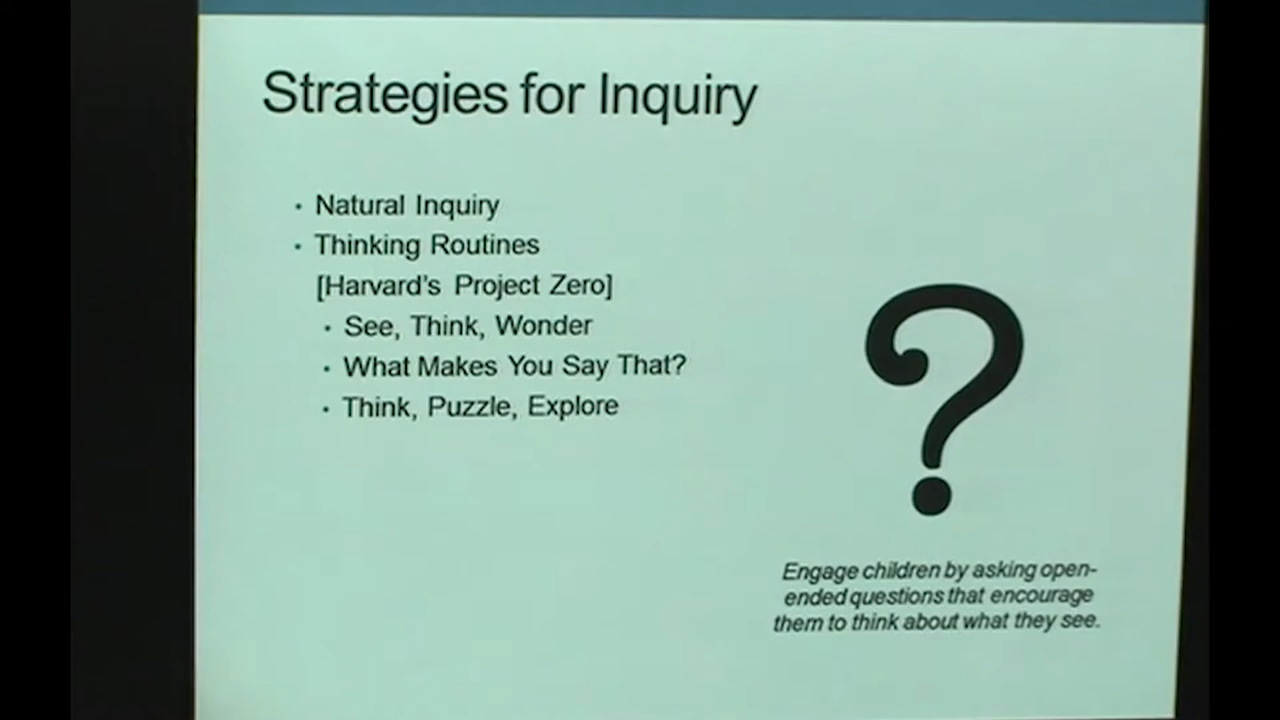 Strategies for Inquiry
• Natural Inquiry
• Thinking Routines
[Harvard's Project Zero]
• See, Think, Wonder
• What Makes You Say That?
• Think, Puzzle, Explore
?
Engage children by asking open-
ended questions that encourage
them to think about what they see.